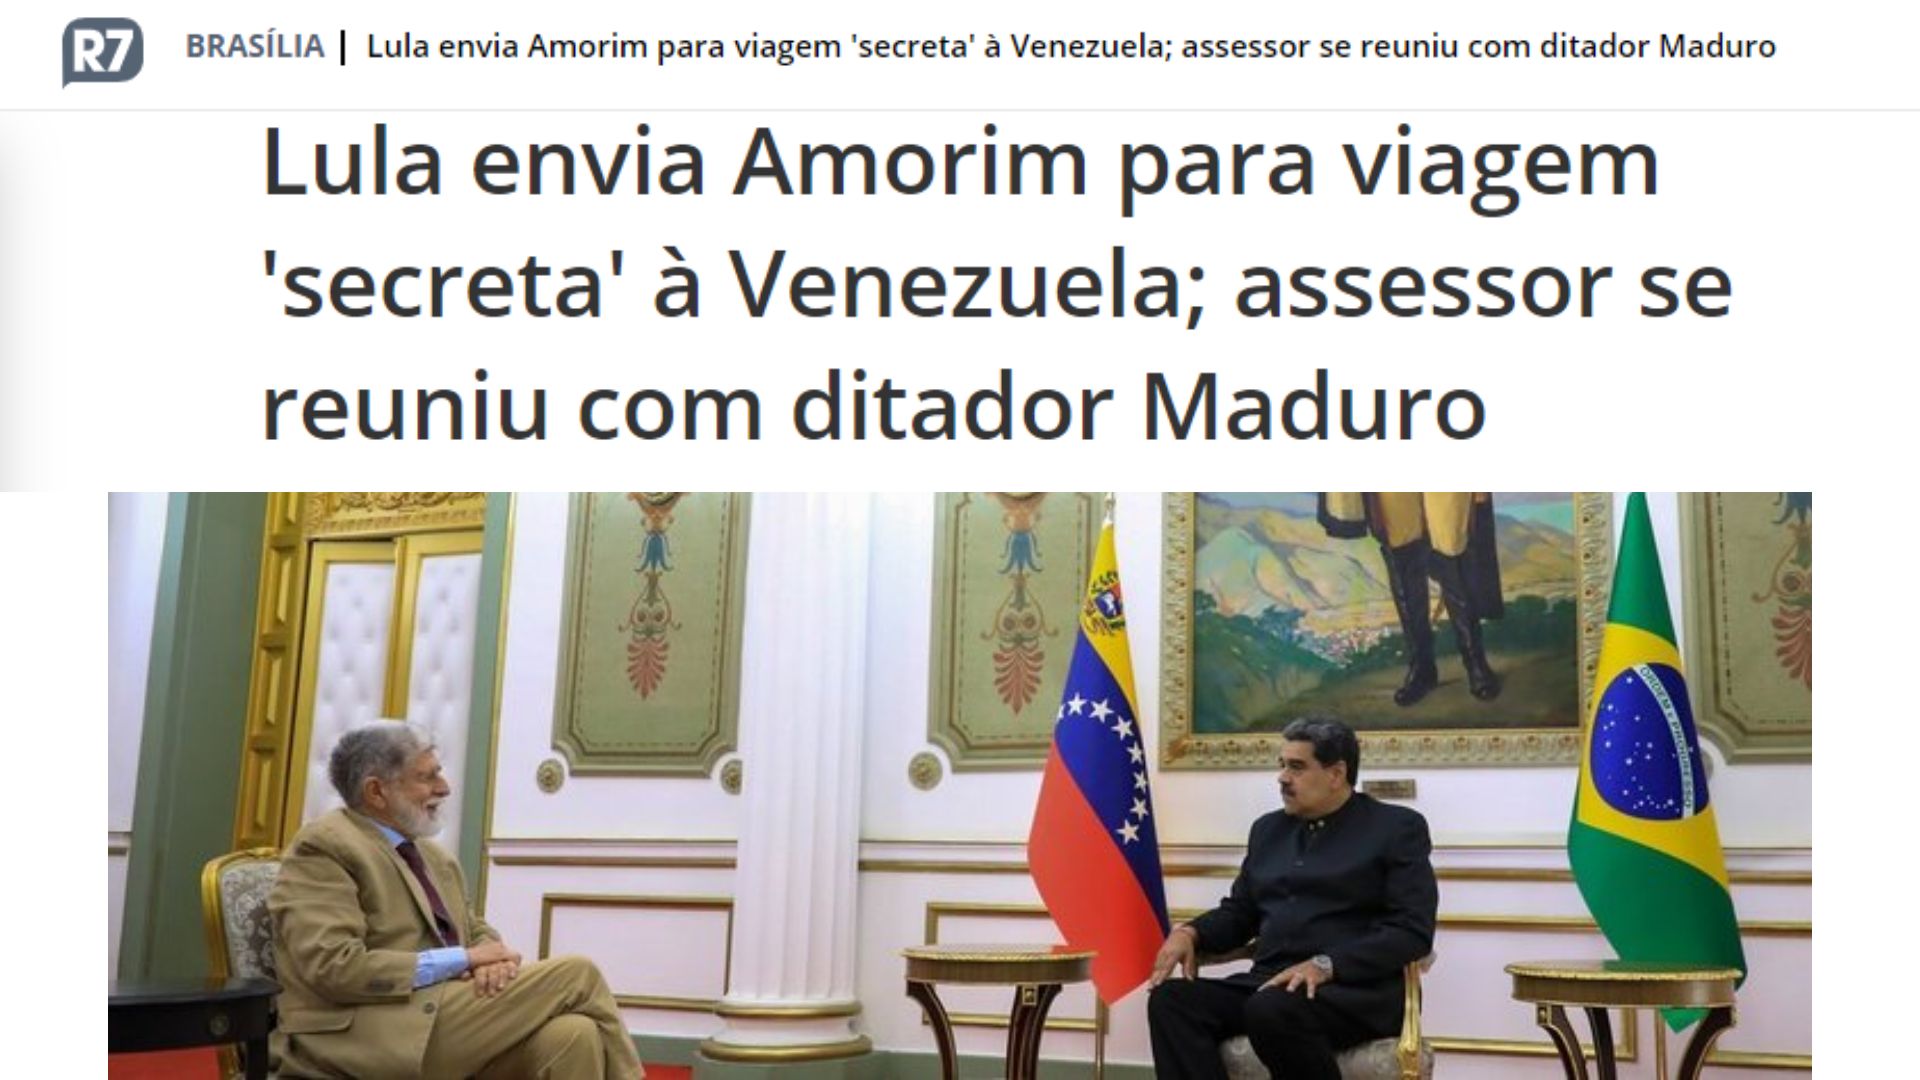 R7 BRASÍLIA | Lula envia Amorim para viagem 'secreta' à Venezuela; assessor se reuniu com ditador Maduro
Lula envia Amorim para viagem
'secreta' à Venezuela; assessor se
reuniu com ditador Maduro
ORDEM E PROGRESSO